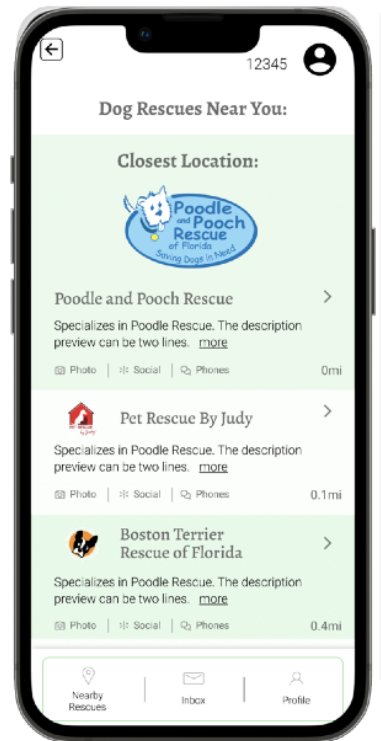 12345
Dog Rescues Near You:
Closest Location:
Poodle
and Pooch
Rescue
of Florida
Saving Dogs in Need
Poodle and Pooch Rescue
Specializes in Poodle Rescue. The description
preview can be two lines. more
Photo | Social | Phones 0mi
PET RESCUE
by Judy
Pet Rescue By Judy
Specializes in Poodle Rescue. The description
preview can be two lines. more
Photo | Social | Phones 0.1mi
Boston Terrier
Rescue of Florida
Specializes in Poodle Rescue. The description
preview can be two lines. more
Photo | Social | Phones 0.4mi
Nearby
Rescues
Inbox
Profile